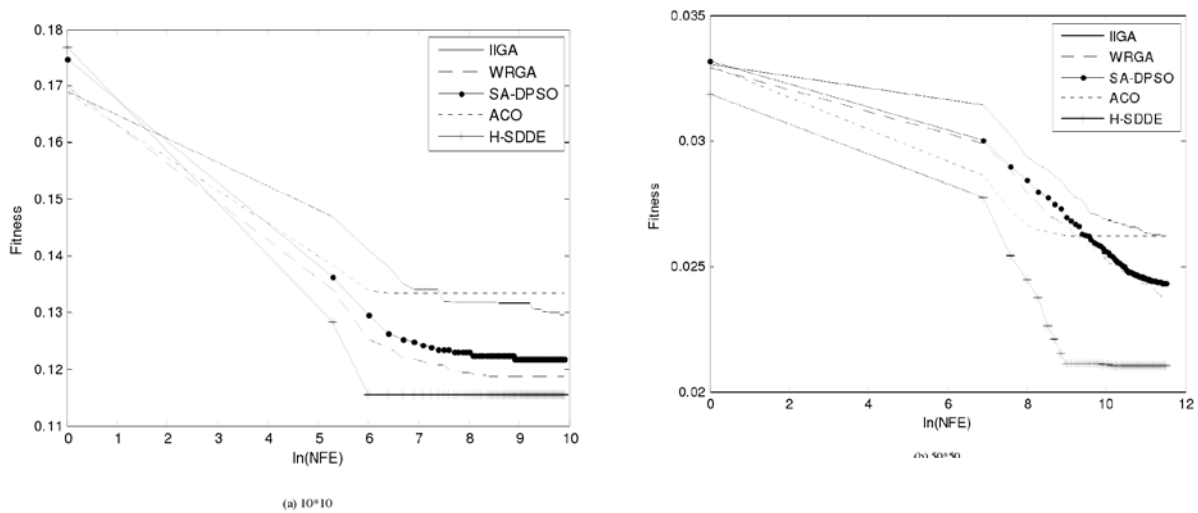 0.18
0.17
0.16
0.15
0.14
0.13
0.12
0.11
Fitness
0 1 2 3 4 5 6 7 8 9 10
ln(NFE)
IIGA
WRGA
SA-DPSO
ACO
H-SDDE
(a) 10*10
0.035
0.03
0.025
0.02
Fitness
0 2 4 6 8 10 12
ln(NFE)
IIGA
WRGA
SA-DPSO
ACO
H-SDDE
(b) 50*50